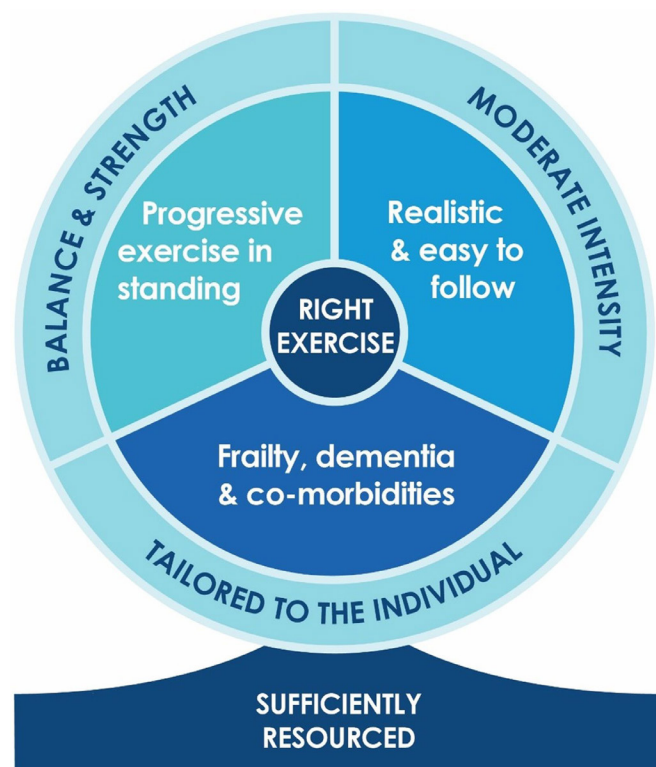 BALANCE & STRENGTH
MODERATE INTENSITY
Progressive
exercise in
standing
Realistic
& easy to
follow
RIGHT
EXERCISE
Frailty, dementia
& co-morbidities
TAILORED TO THE INDIVIDUAL
SUFFICIENTLY
RESOURCED